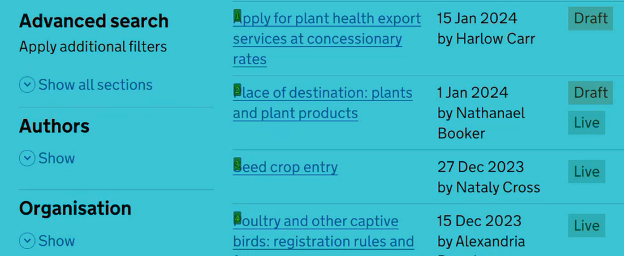 Advanced search
Apply additional filters
Show all sections
Authors
Show
Organisation
Show
Apply for plant health export
services at concessionary
rates
15 Jan 2024
by Harlow Carr
Draft
Place of destination: plants
and plant products
1 Jan 2024
by Nathanael
Booker
Draft
Live
Seed crop entry
27 Dec 2023
by Nataly Cross
Live
Poultry and other captive
birds: registration rules and
15 Dec 2023
by Alexandria
Live